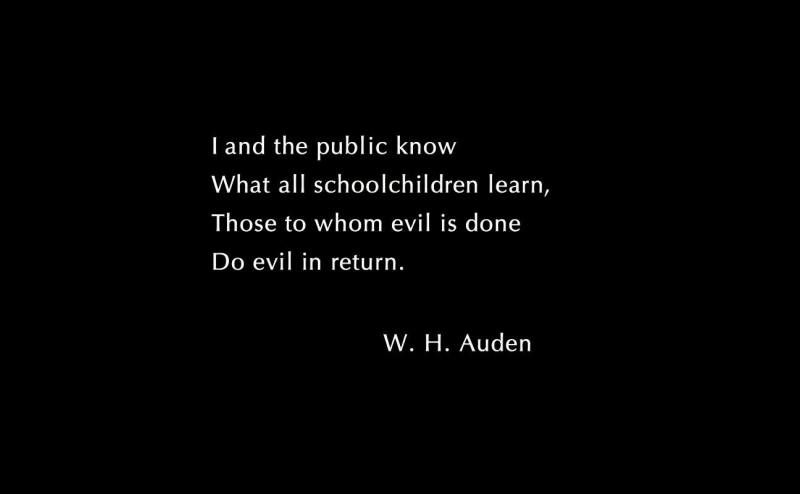 I and the public know
What all schoolchildren learn,
Those to whom evil is done
Do evil in return.
W. H. Auden